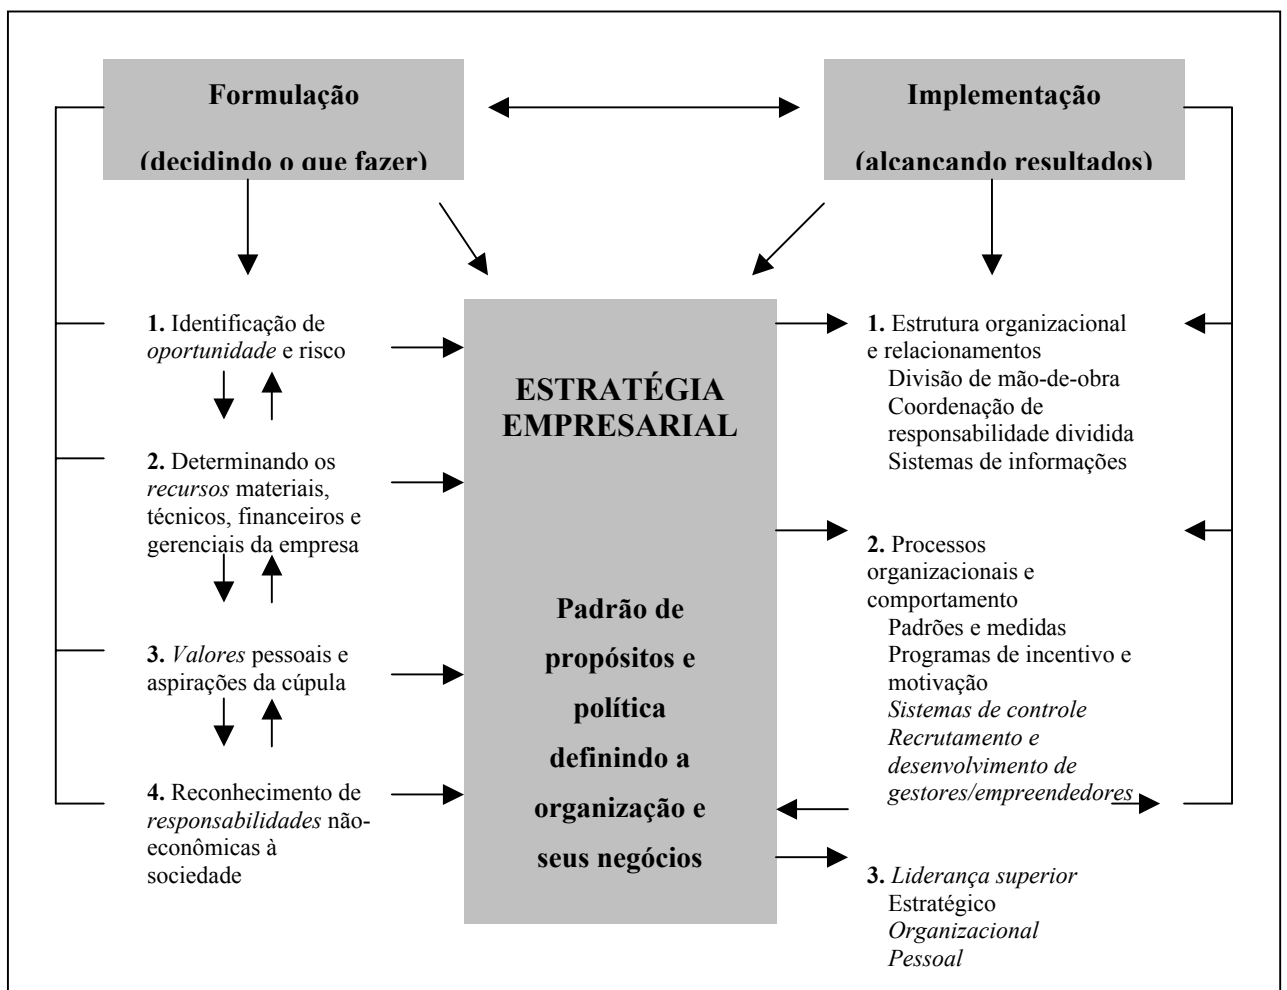 Formulação
(decidindo o que fazer)
Implementação
(alcançando resultados)
1. Identificação de
oportunidade e risco
2. Determinando os
recursos materiais,
técnicos, financeiros e
gerenciais da empresa
3. Valores pessoais e
aspirações da cúpula
4. Reconhecimento de
responsabilidades não-
econômicas à
sociedade
ESTRATÉGIA
EMPRESARIAL
Padrão de
propósitos e
política
definindo a
organização e
seus negócios
1. Estrutura organizacional
e relacionamentos
Divisão de mão-de-obra
Coordenação de
responsabilidade dividida
Sistemas de informações
2. Processos
organizacionais e
comportamento
Padrões e medidas
Programas de incentivo e
motivação
Sistemas de controle
Recrutamento e
desenvolvimento de
gestores/empreendedores
3. Liderança superior
Estratégico
Organizacional
Pessoal